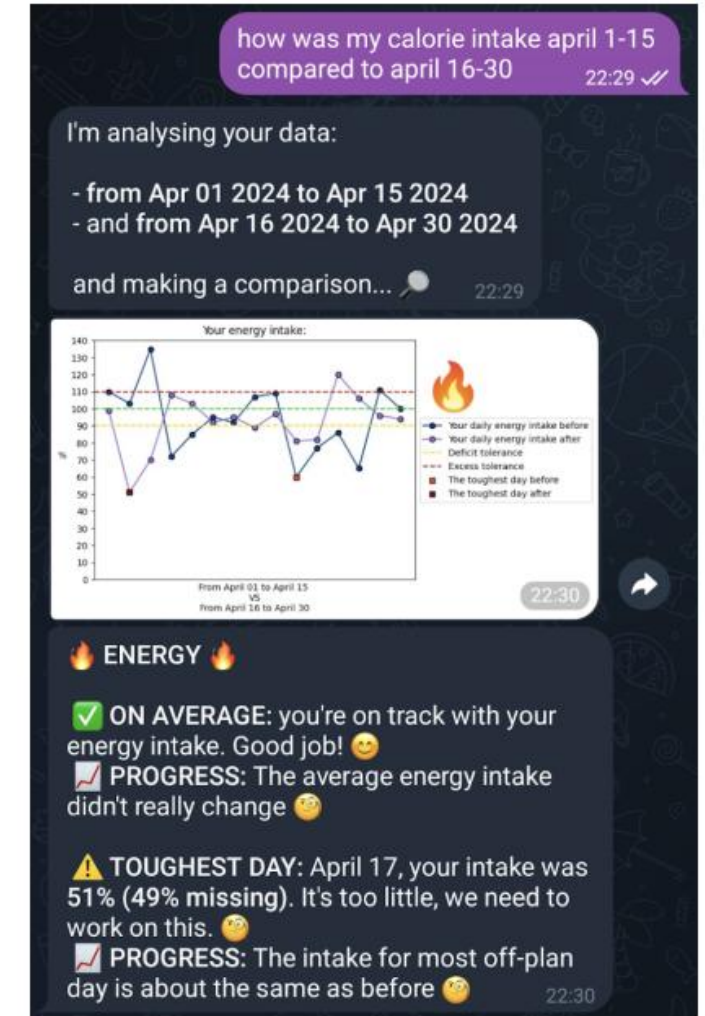 how was my calorie intake april 1-15
compared to april 16-30
22:29
I'm analysing your data:
- from Apr 01 2024 to Apr 15 2024
- and from Apr 16 2024 to Apr 30 2024
and making a comparison... 🔎
22:29
Your energy intake:
140
130
120
110
100
90
80
70
60
50
40
30
20
10
0
%
From April 01 to April 15
VS
From April 16 to April 30
🔥
Your daily energy intake before
Your daily energy intake after
Deficit tolerance
Excess tolerance
The toughest day before
The toughest day after
22:30
🔥 ENERGY 🔥
✅ ON AVERAGE: you're on track with your
energy intake. Good job! 😊
📈 PROGRESS: The average energy intake
didn't really change 🧐
⚠️ TOUGHEST DAY: April 17, your intake was
51% (49% missing). It's too little, we need to
work on this. 🧐
📈 PROGRESS: The intake for most off-plan
day is about the same as before 🧐
22:30